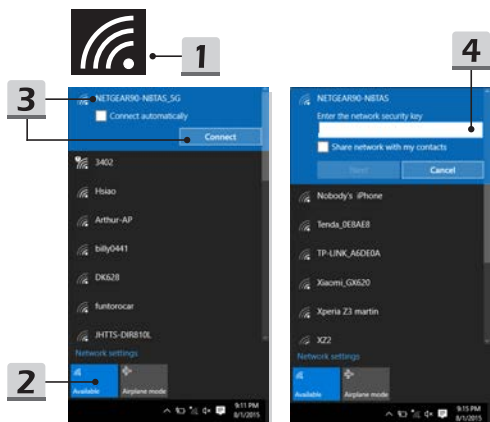 1
3
NETGEAR90-N8TAS_5G
Connect automatically
Connect
3402
Hsiao
Arthur-AP
billy0441
DK628
funtorocar
JHTTS-DIR810L
Network settings
2
Available
Airplane mode
9:11 PM
8/1/2015
4
NETGEAR90-N8TAS
Enter the network security key
Share network with my contacts
Next
Cancel
Nobody's iPhone
Tenda_0E8AE8
TP-LINK_A6DE0A
Xiaomi_GX620
Xperia Z3 martin
XZ2
Network settings
Available
Airplane mode
9:15 PM
8/1/2015